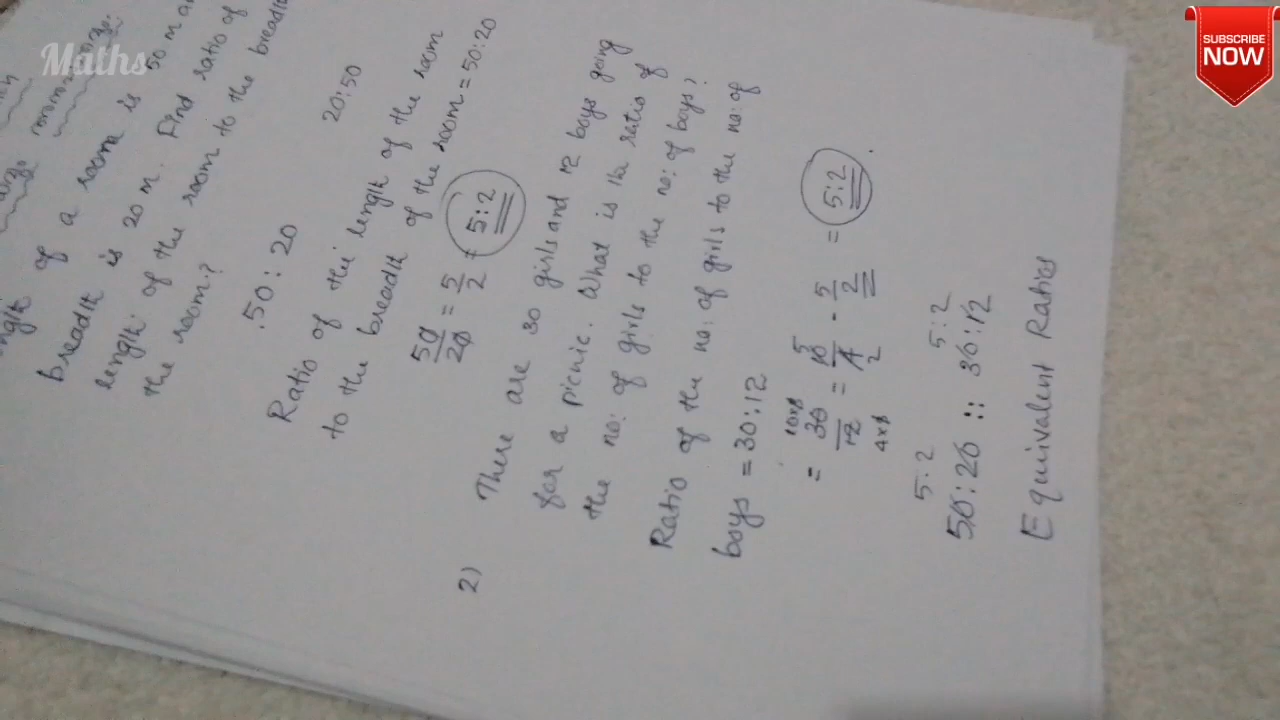 Maths
SUBSCRIBE
NOW
of a room is 50 m
breadth is 20 m. Find ratio of
length of the room to the breadth
the room?
50 : 20
20:50
Ratio of the length of the room
to the breadth of the room = 50:20
50/20 = 5/2 = 5:2
2) There are 30 girls and 12 boys going
for a picnic. What is the ratio of
the no: of girls to the no: of boys?
Ratio of the no: of girls to the no: of
boys = 30:12
= 30/12 = 5/2 = 5:2
5:2 5:2
50:20 :: 30:12
Equivalent Ratios